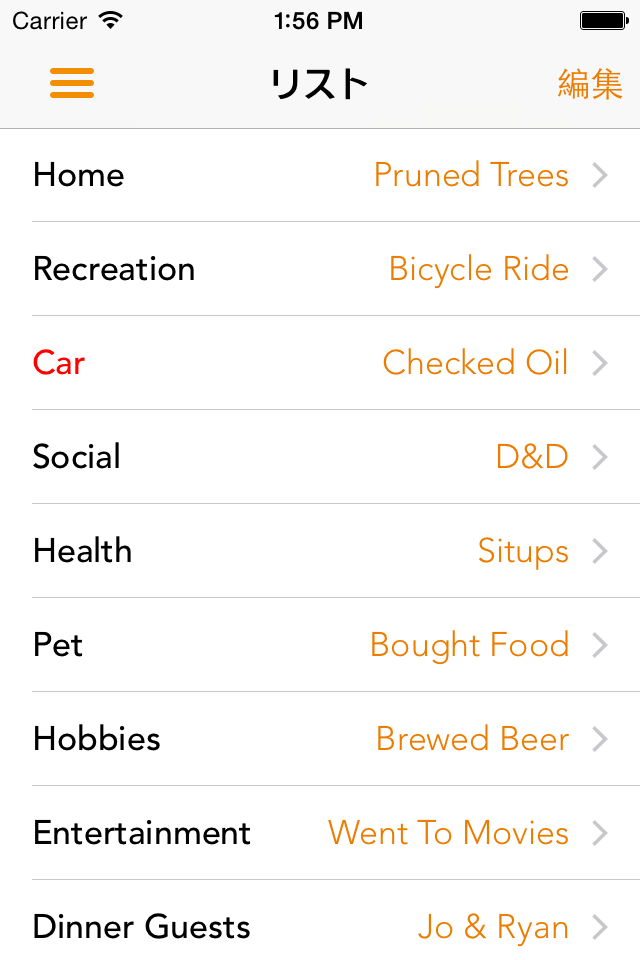 Carrier 1:56 PM
リスト 編集
Home Pruned Trees
Recreation Bicycle Ride
Car Checked Oil
Social D&D
Health Situps
Pet Bought Food
Hobbies Brewed Beer
Entertainment Went To Movies
Dinner Guests Jo & Ryan